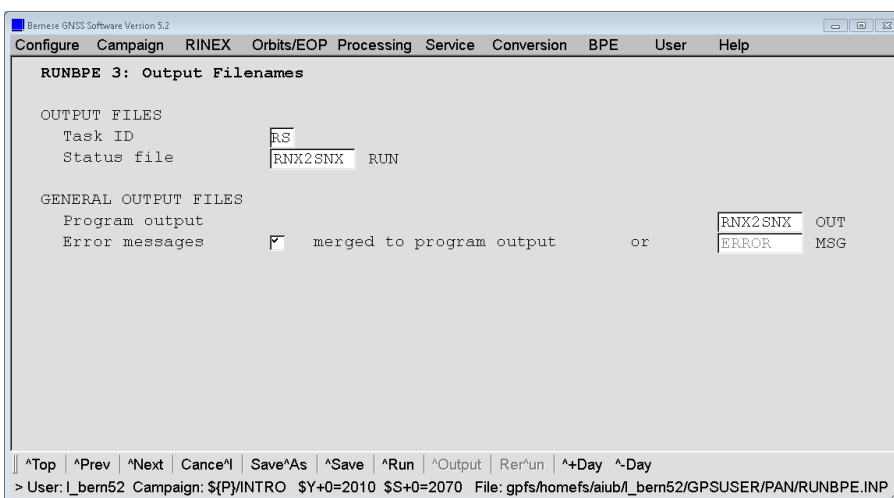 Bernese GNSS Software Version 5.2
Configure Campaign RINEX Orbits/EOP Processing Service Conversion BPE User Help
RUNBPE 3: Output Filenames
OUTPUT FILES
Task ID RS
Status file RNX2SNX RUN
GENERAL OUTPUT FILES
Program output RNX2SNX OUT
Error messages merged to program output or ERROR MSG
^Top | ^Prev | ^Next | Cance^l | Save^As | ^Save | ^Run | ^Output | Rer^un | ^+Day ^-Day
> User: l_bern52 Campaign: ${P}/INTRO $Y+0=2010 $S+0=2070 File: gpfs/homefs/aiub/l_bern52/GPSUSER/PAN/RUNBPE.INP